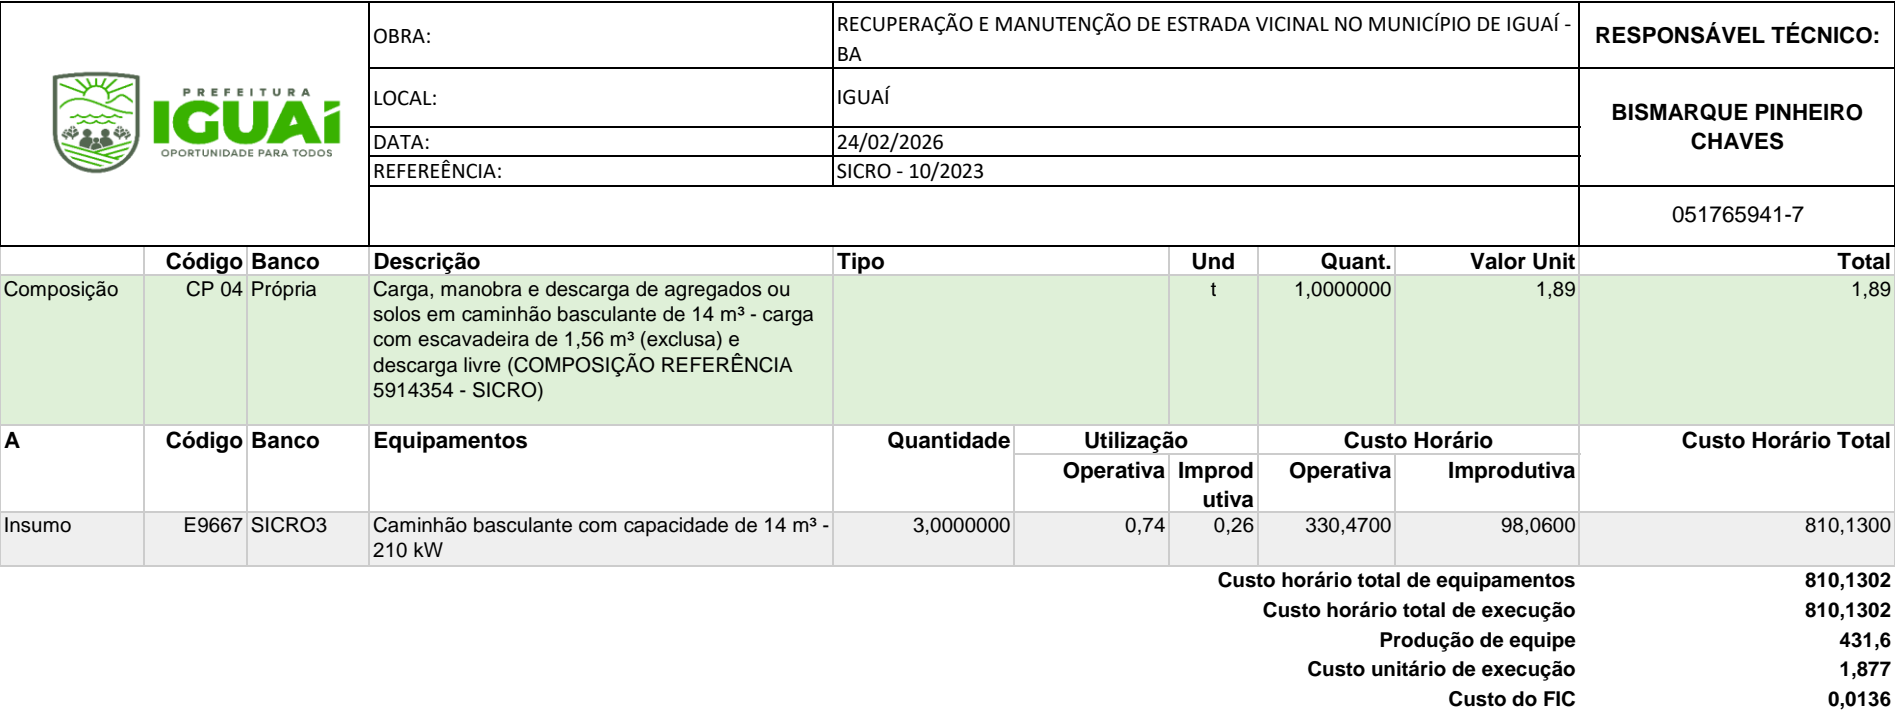 PREFEITURA
IGUAÍ
OPORTUNIDADE PARA TODOS
OBRA:
RECUPERAÇÃO E MANUTENÇÃO DE ESTRADA VICINAL NO MUNICÍPIO DE IGUAÍ -
BA
RESPONSÁVEL TÉCNICO:
LOCAL:
IGUAÍ
BISMARQUE PINHEIRO
CHAVES
DATA:
24/02/2026
REFEREÊNCIA:
SICRO - 10/2023
051765941-7
Código Banco Descrição Tipo Und Quant. Valor Unit Total
Composição CP 04 Própria Carga, manobra e descarga de agregados ou t 1,0000000 1,89 1,89
solos em caminhão basculante de 14 m³ - carga
com escavadeira de 1,56 m³ (exclusa) e
descarga livre (COMPOSIÇÃO REFERÊNCIA
5914354 - SICRO)
A Código Banco Equipamentos Quantidade Utilização Custo Horário Custo Horário Total
Operativa Improd Operativa Improdutiva
utiva
Insumo E9667 SICRO3 Caminhão basculante com capacidade de 14 m³ - 3,0000000 0,74 0,26 330,4700 98,0600 810,1300
210 kW
Custo horário total de equipamentos 810,1302
Custo horário total de execução 810,1302
Produção de equipe 431,6
Custo unitário de execução 1,877
Custo do FIC 0,0136